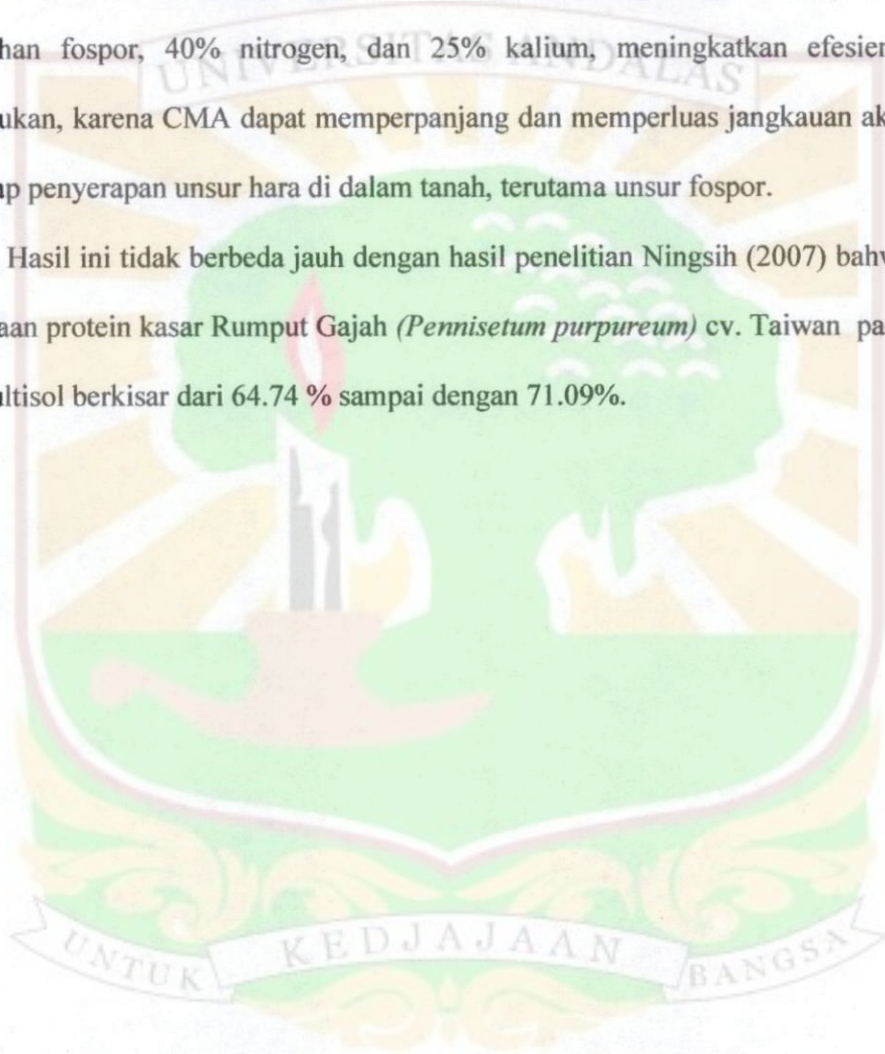 han fospor, 40% nitrogen, dan 25% kalium, meningkatkan efesien
UNIVERSITAS ANDALAS
ukan, karena CMA dapat memperpanjang dan memperluas jangkauan ak
p penyerapan unsur hara di dalam tanah, terutama unsur fospor.
Hasil ini tidak berbeda jauh dengan hasil penelitian Ningsih (2007) bahw
aan protein kasar Rumput Gajah (Pennisetum purpureum) cv. Taiwan pa
ltisol berkisar dari 64.74 % sampai dengan 71.09%.
UNTUK KEDJAJAAN BANGSA